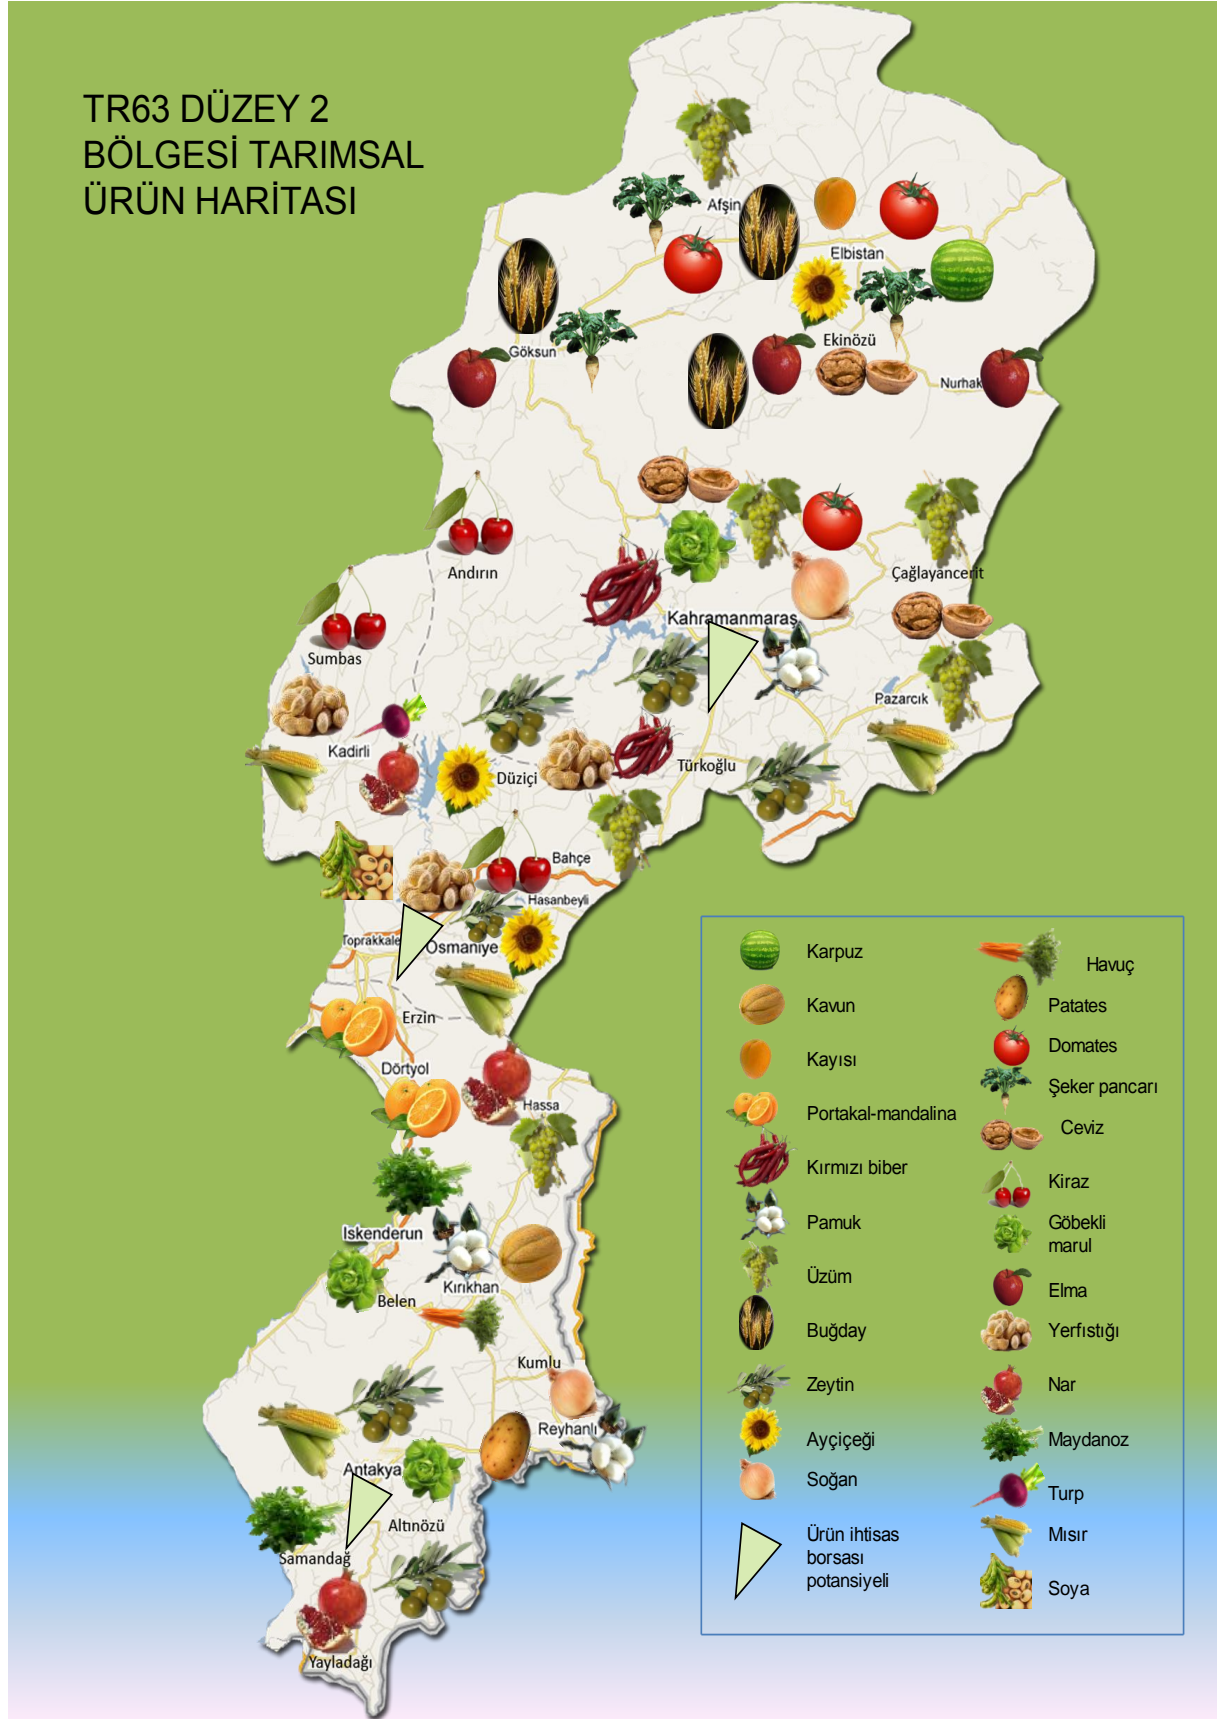 TR63 DÜZEY 2
BÖLGESİ TARIMSAL
ÜRÜN HARİTASI
Afşin
Elbistan
Göksun
Ekinözü
Nurhak
Andırın
Çağlayancerit
Kahramanmaraş
Sumbas
Pazarcık
Kadirli
Düziçi
Türkoğlu
Bahçe
Hasanbeyli
Toprakkale
Osmaniye
Erzin
Dörtyol
Hassa
Iskenderun
Kırıkhan
Belen
Kumlu
Reyhanlı
Antakya
Altınözü
Samandağ
Yayladağı
Karpuz
Kavun
Kayısı
Portakal-mandalina
Kırmızı biber
Pamuk
Üzüm
Buğday
Zeytin
Ayçiçeği
Soğan
Ürün ihtisas
borsası
potansiyeli
Havuç
Patates
Domates
Şeker pancarı
Ceviz
Kiraz
Göbekli
marul
Elma
Yerfıstığı
Nar
Maydanoz
Turp
Mısır
Soya